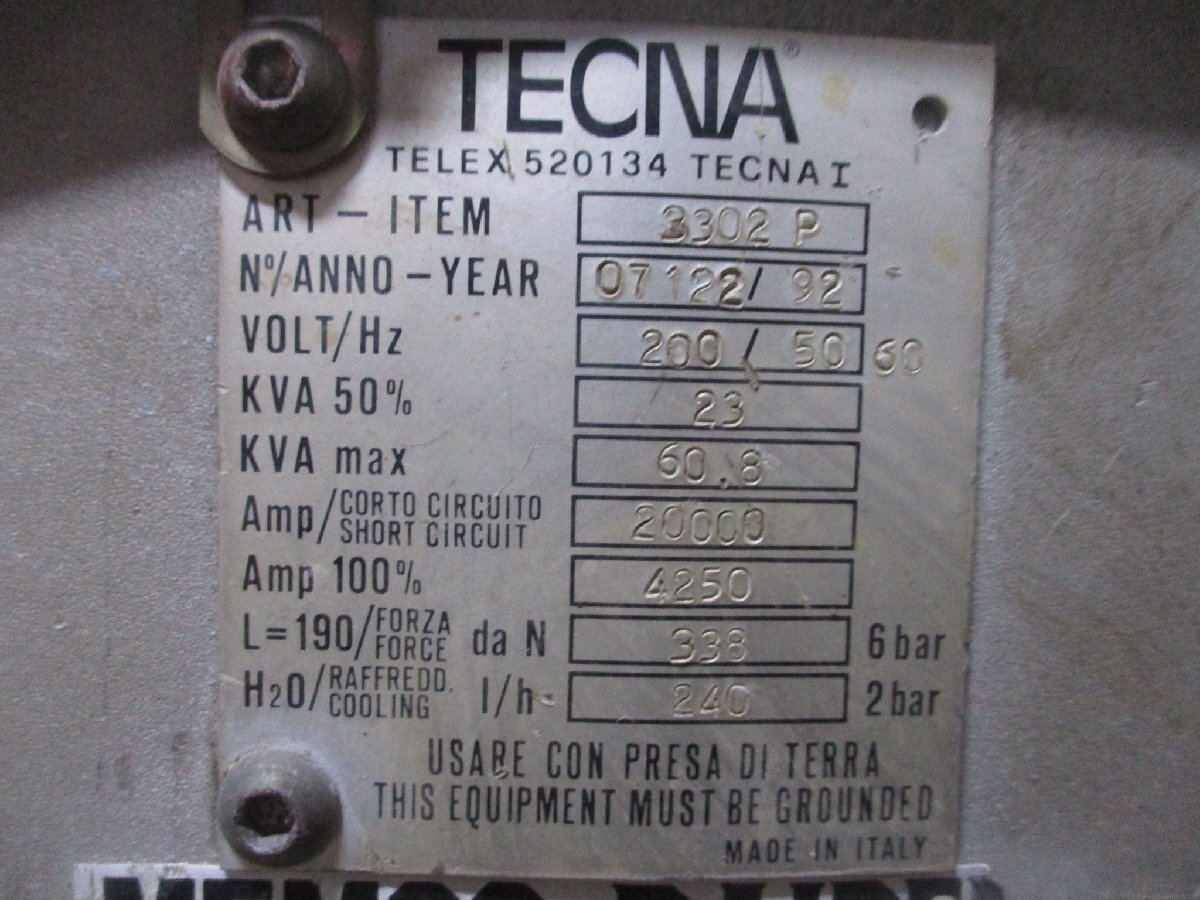 TECNA®
TELEX 520134 TECNA I
ART - ITEM 3302 P
Nº/ANNO - YEAR 07122/ 92
VOLT/Hz 200 / 50 60
KVA 50% 23
KVA max 60.8
Amp/CORTO CIRCUITO 20000
SHORT CIRCUIT
Amp 100% 4250
L=190/FORZA da N 338 6 bar
FORCE
H2O/RAFFREDD. l/h 240 2 bar
COOLING
USARE CON PRESA DI TERRA
THIS EQUIPMENT MUST BE GROUNDED
MADE IN ITALY